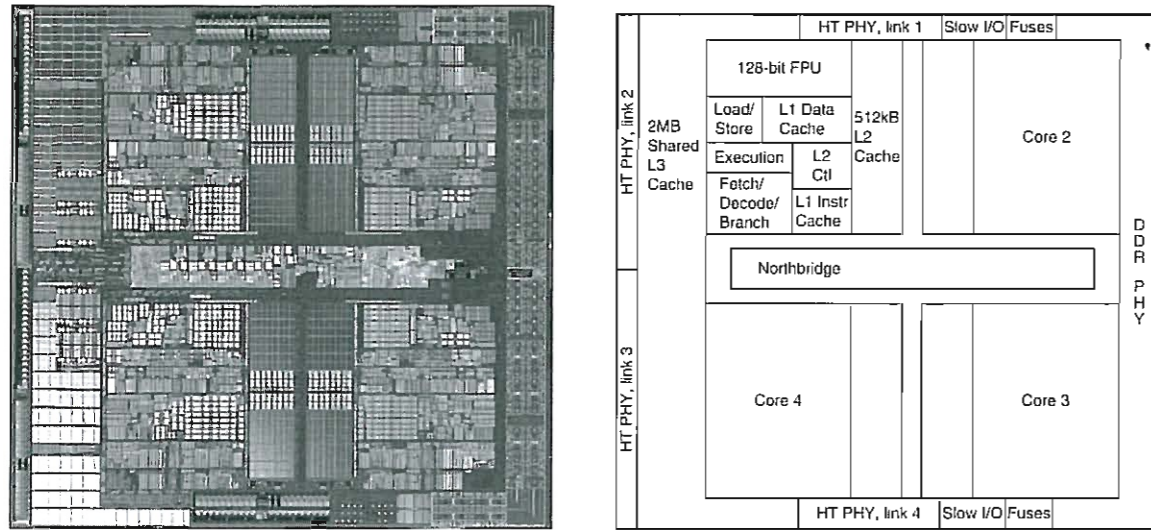 HT PHY, link 1
Slow I/O
Fuses
HT PHY, link 2
2MB
Shared
L3
Cache
128-bit FPU
Load/
Store
L1 Data
Cache
Execution
L2
Ctl
Fetch/
Decode/
Branch
L1 Instr
Cache
512kB
L2
Cache
Core 2
Northbridge
DDR PHY
HT PHY, link 3
Core 4
Core 3
HT PHY, link 4
Slow I/O
Fuses